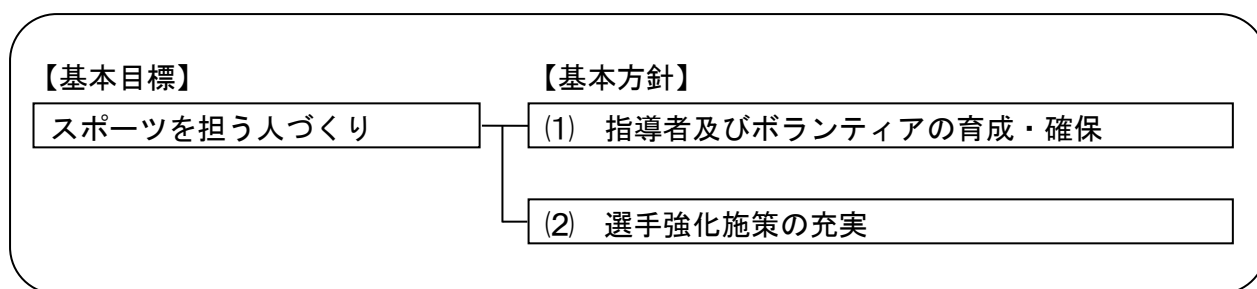 【基本目標】 【基本方針】
スポーツを担う人づくり ⑴ 指導者及びボランティアの育成・確保
⑵ 選手強化施策の充実